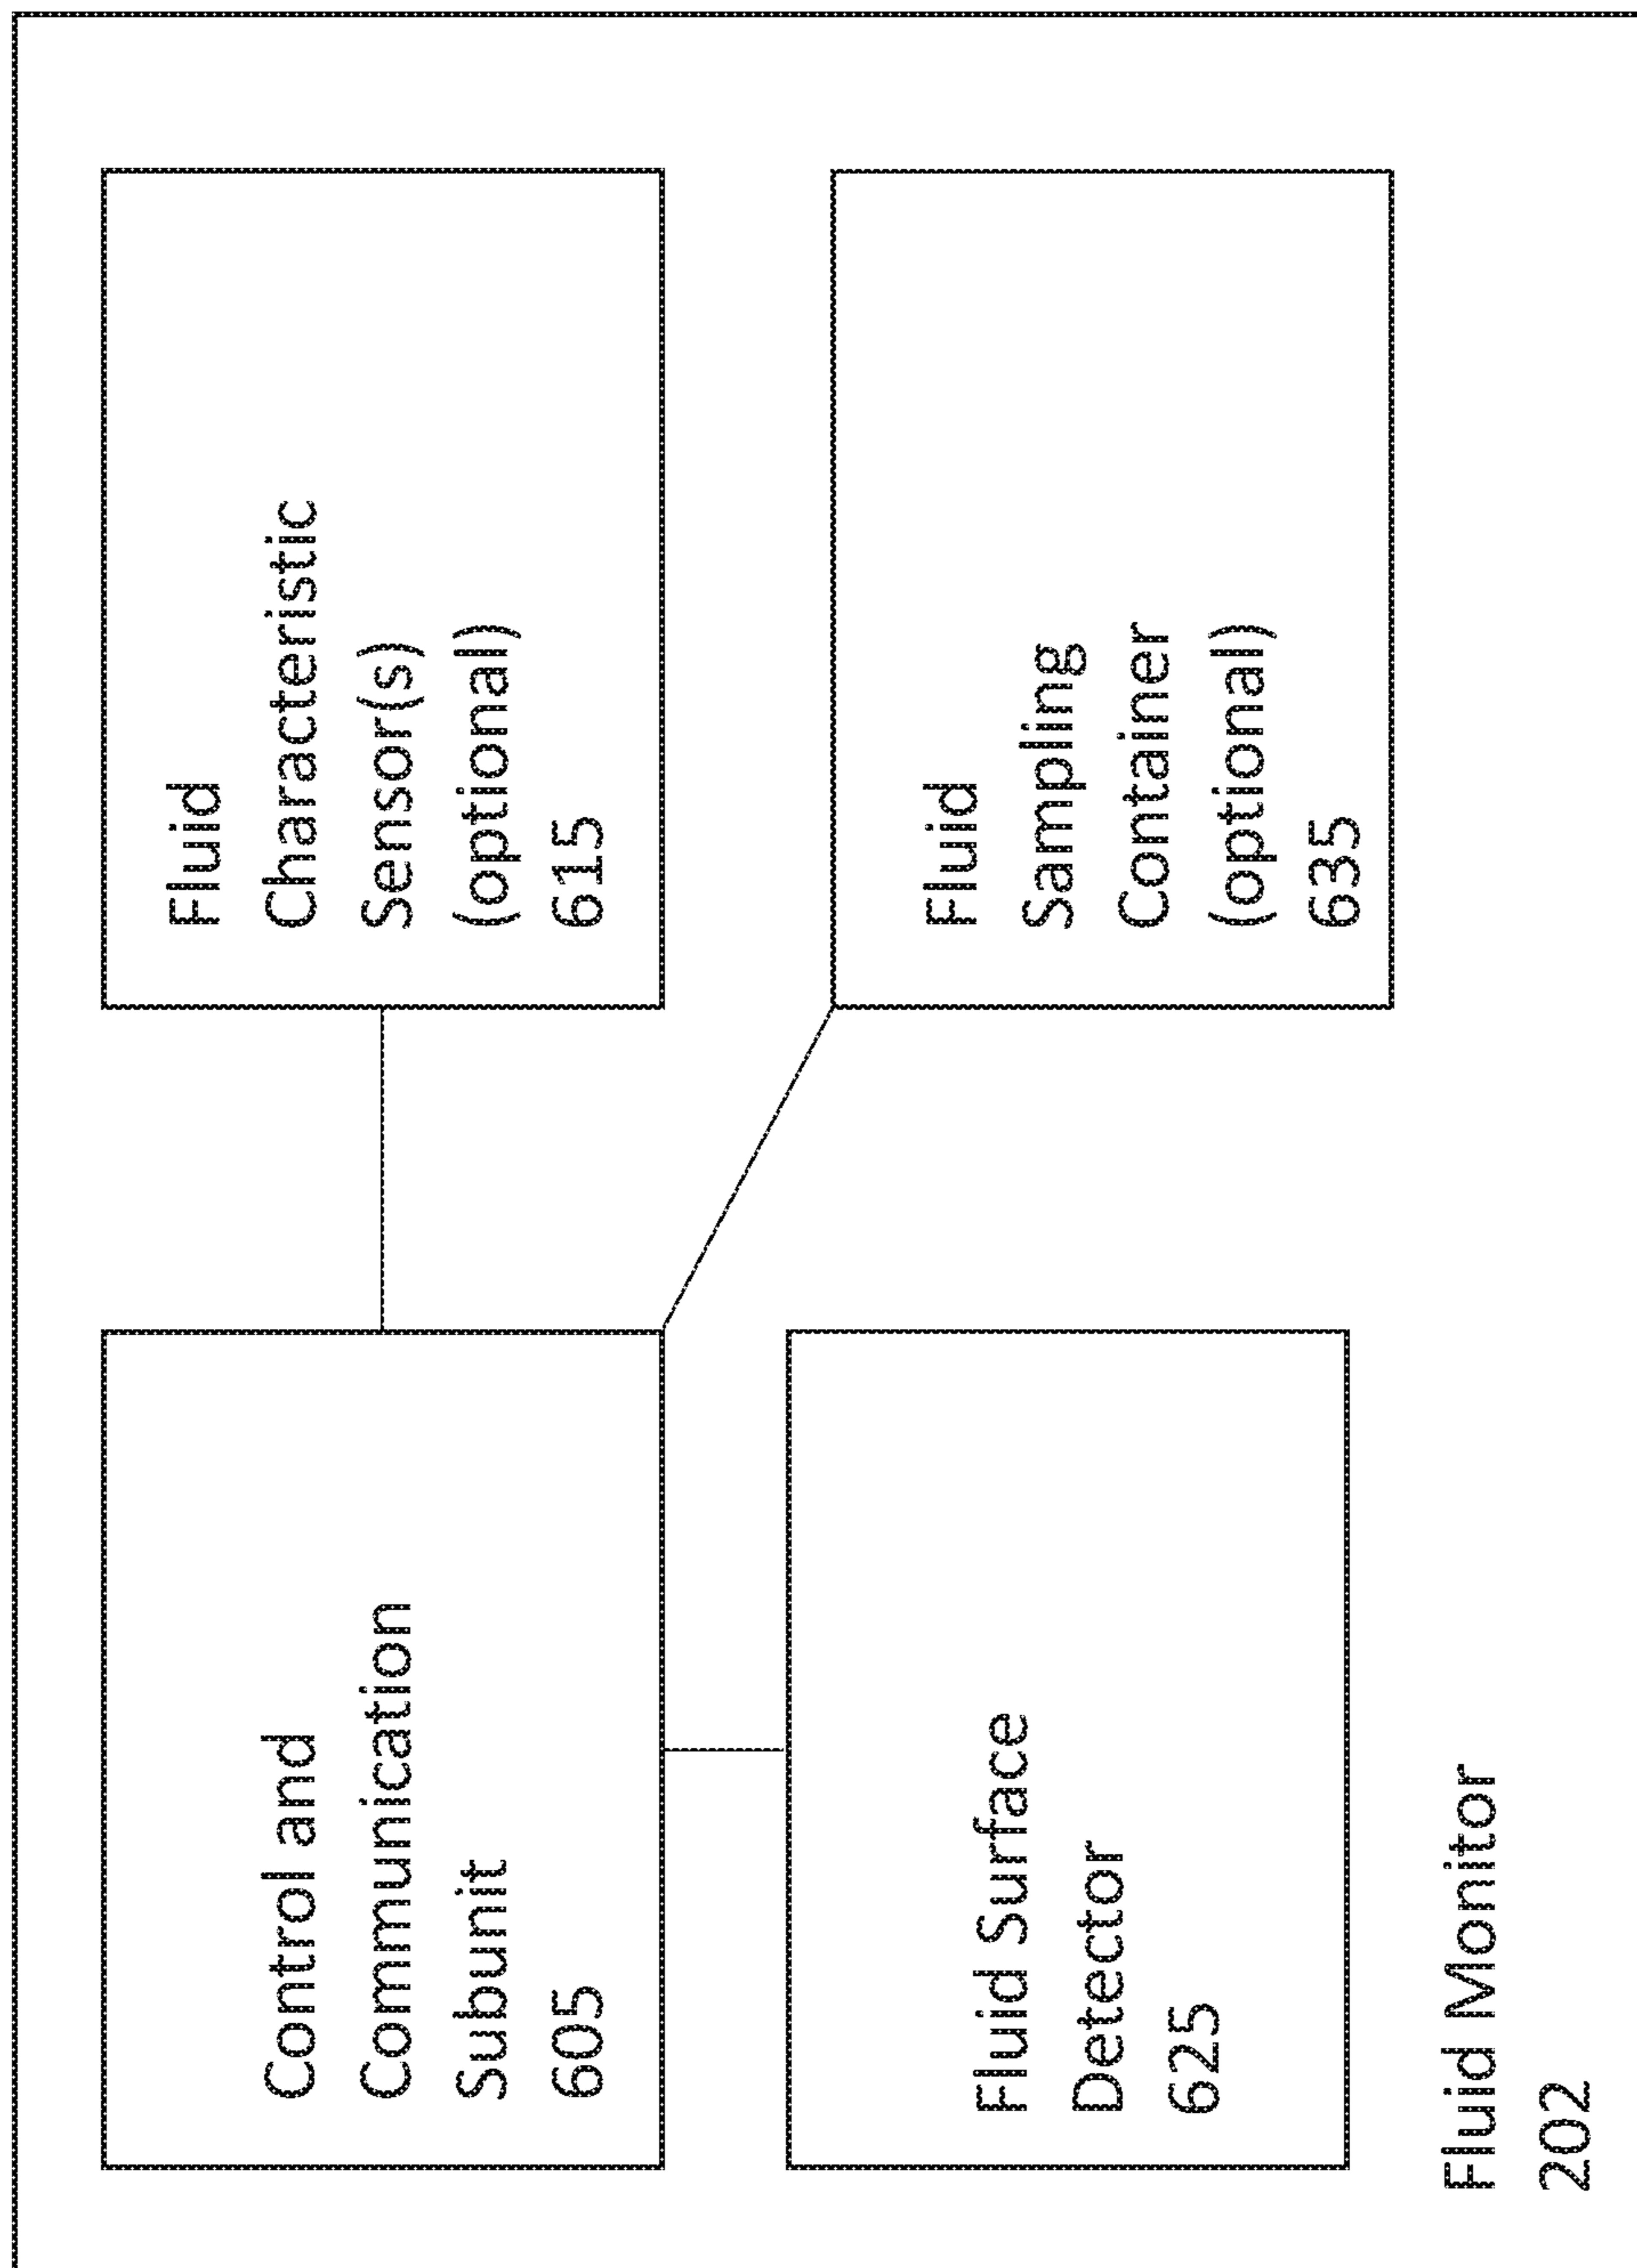 Control and
Communication
Subunit
605
Fluid
Characteristic
Sensor(s)
(optional)
615
Fluid Surface
Detector
625
Fluid
Sampling
Container
(optional)
635
Fluid Monitor
202